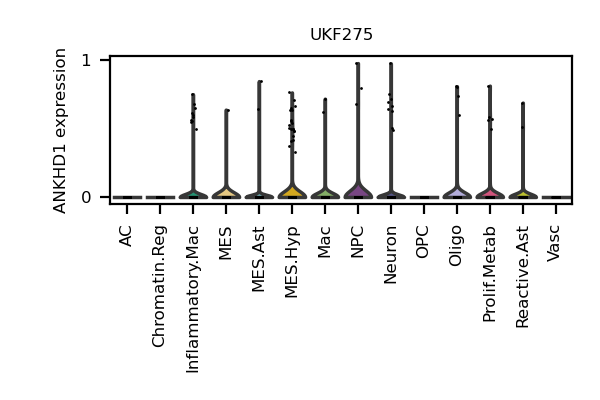 UKF275
ANKHD1 expression
1
0
AC
Chromatin.Reg
Inflammatory.Mac
MES
MES.Ast
MES.Hyp
Mac
NPC
Neuron
OPC
Oligo
Prolif.Metab
Reactive.Ast
Vasc